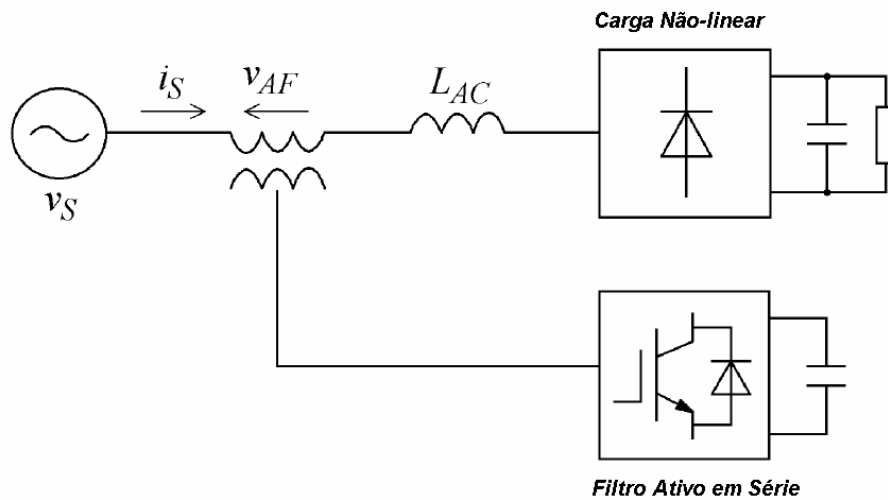 Carga Não-linear
i_S
v_AF
L_AC
v_S
Filtro Ativo em Série